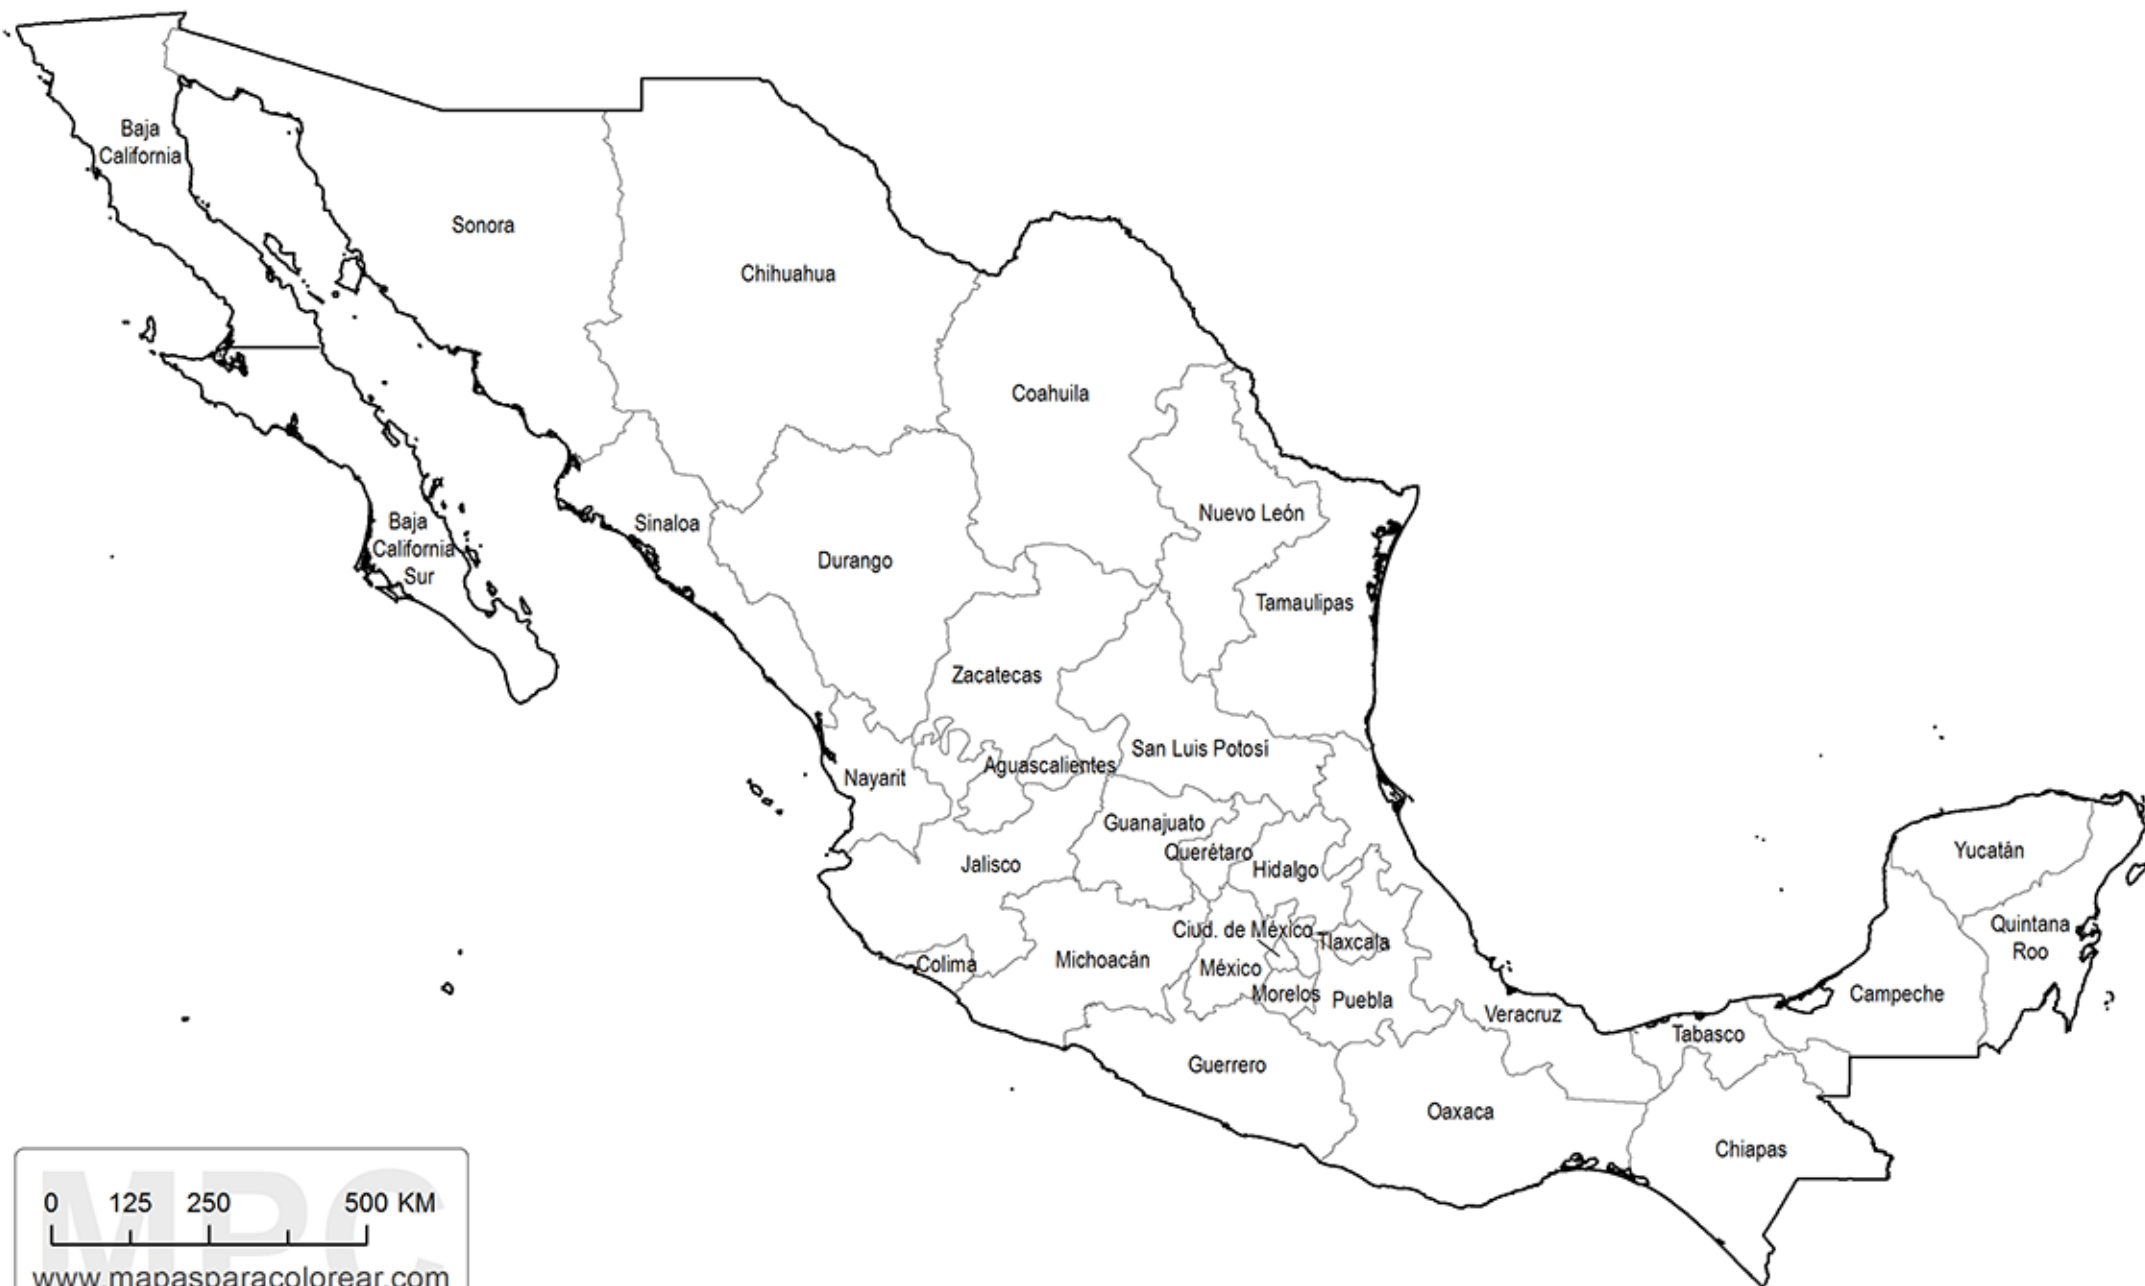 Baja
California
Sonora
Chihuahua
Coahuila
Baja
California
Sur
Sinaloa
Durango
Nuevo León
Tamaulipas
Zacatecas
San Luis Potosí
Aguascalientes
Nayarit
Guanajuato
Querétaro
Hidalgo
Jalisco
Yucatán
Quintana
Roo
Ciud. de México
Tlaxcala
Colima
Michoacán
México
Morelos
Puebla
Veracruz
Campeche
Tabasco
Guerrero
Oaxaca
Chiapas
MPC
0 125 250 500 KM
www.mapasparacolorear.com